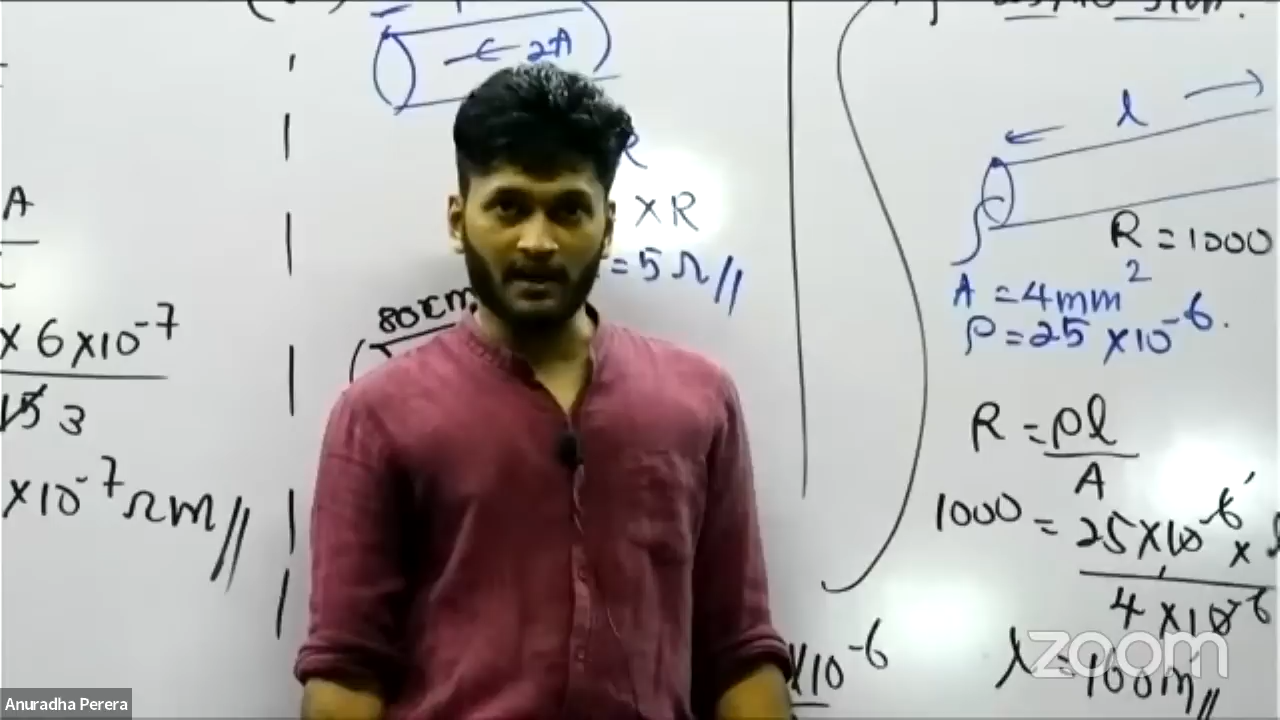 A
× 6 ×10⁻⁷
15 3
×10⁻⁷ Ωm //
2A
R
× R
= 5 Ω //
80cm
×10⁻⁶
l
R = 1000
A = 4mm²
ρ = 25 ×10⁻⁶.
R = ρl
A
1000 = 25×10⁻⁶ ×
4 ×10⁻⁶
l = 160m //
zoom
Anuradha Perera